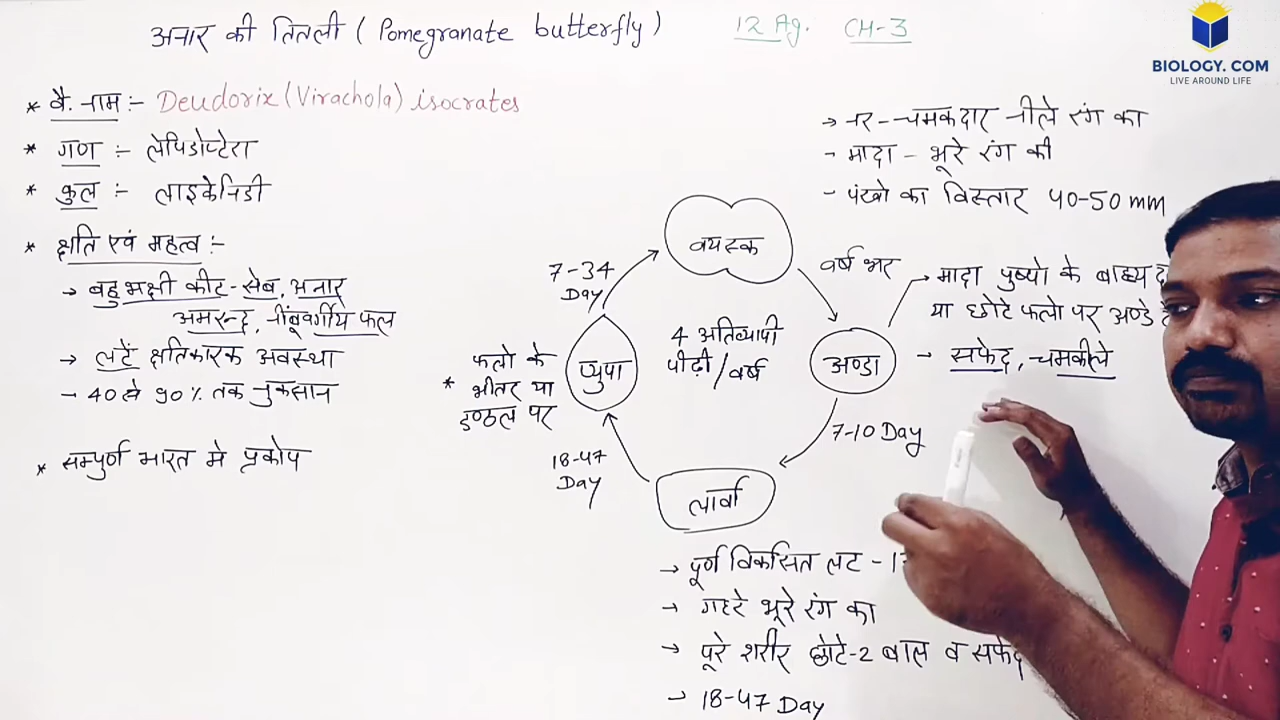 अनार की तितली (Pomegranate butterfly)
12 Ag. CH-3
BIOLOGY.COM
LIVE AROUND LIFE
* वै. नाम :- Deudorix (Virachola) isocrates
* गण :- लेपिडोप्टेरा
* कुल :- लाइकेनिडी
* क्षति एवं महत्व :-
→ बहुभक्षी कीट - सेब, अनार
अमरुद, नींबूवर्गीय फल
→ लटें क्षतिकारक अवस्था
- 40 से 90% तक नुकसान
* सम्पुर्ण भारत मे प्रकोप
→ नर - चमकदार नीले रंग का
- मादा - भूरे रंग की
- पंखो का विस्तार 40-50 mm
वयस्क
वर्ष भर
→ मादा पुष्पो के बाह्य
या छोटे फलो पर अण्डे
→ सफेद, चमकीले
अण्डा
7-10 Day
लार्वा
18-47
Day
प्युपा
* फलो के
भीतर या
डण्ठल पर
7-34
Day
4 अतिव्यापी
पीढ़ी/वर्ष
→ पूर्ण विकसित लट -
→ गहरे भूरे रंग का
→ पूरे शरीर छोटे-2 बाल व सफेद
→ 18-47 Day